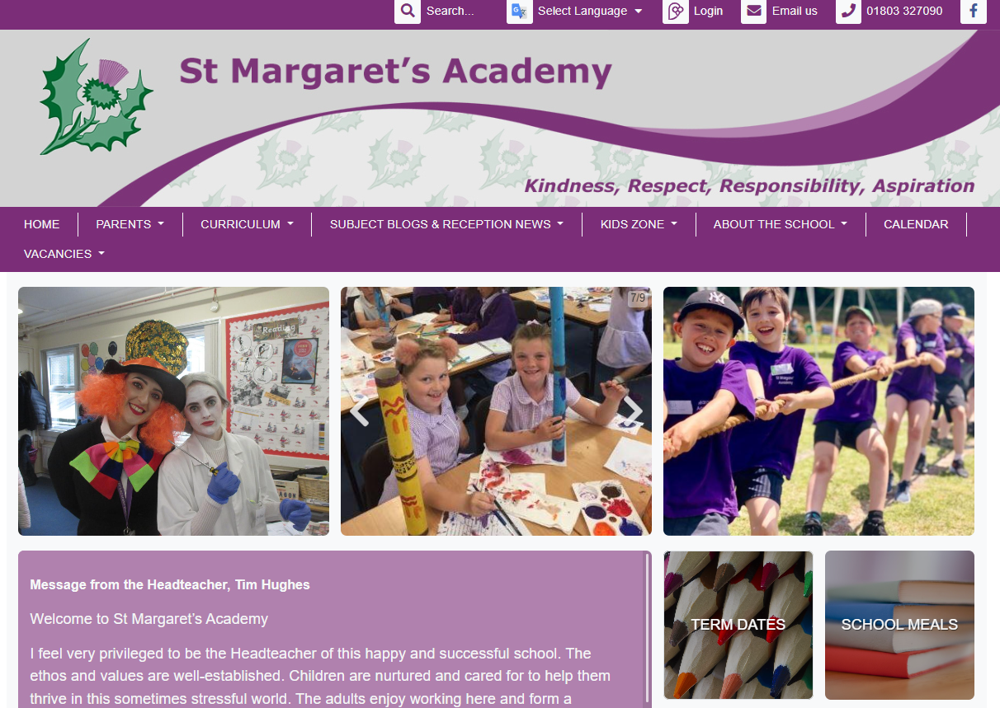 Search...
Select Language
Login
Email us
01803 327090
St Margaret’s Academy
Kindness, Respect, Responsibility, Aspiration
HOME
PARENTS
CURRICULUM
SUBJECT BLOGS & RECEPTION NEWS
KIDS ZONE
ABOUT THE SCHOOL
CALENDAR
VACANCIES
Reading
7/9
St Margaret
Academy
Message from the Headteacher, Tim Hughes
Welcome to St Margaret’s Academy
I feel very privileged to be the Headteacher of this happy and successful school. The
ethos and values are well-established. Children are nurtured and cared for to help them
thrive in this sometimes stressful world. The adults enjoy working here and form a
TERM DATES
SCHOOL MEALS